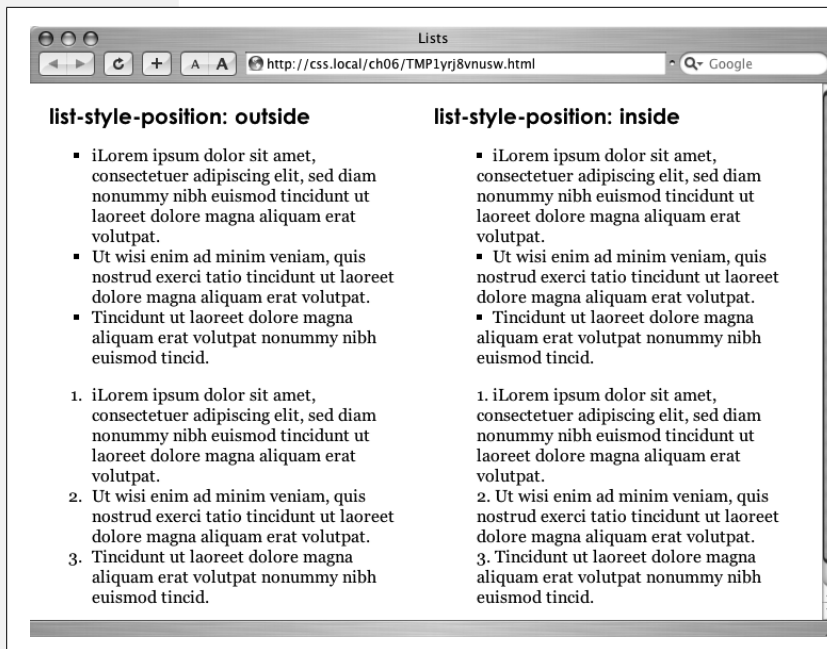 Lists
A A http://css.local/ch06/TMP1yrj8vnusw.html Google
list-style-position: outside
▪ iLorem ipsum dolor sit amet,
consectetuer adipiscing elit, sed diam
nonummy nibh euismod tincidunt ut
laoreet dolore magna aliquam erat
volutpat.
▪ Ut wisi enim ad minim veniam, quis
nostrud exerci tatio tincidunt ut laoreet
dolore magna aliquam erat volutpat.
▪ Tincidunt ut laoreet dolore magna
aliquam erat volutpat nonummy nibh
euismod tincid.
1. iLorem ipsum dolor sit amet,
consectetuer adipiscing elit, sed diam
nonummy nibh euismod tincidunt ut
laoreet dolore magna aliquam erat
volutpat.
2. Ut wisi enim ad minim veniam, quis
nostrud exerci tatio tincidunt ut laoreet
dolore magna aliquam erat volutpat.
3. Tincidunt ut laoreet dolore magna
aliquam erat volutpat nonummy nibh
euismod tincid.
list-style-position: inside
▪ iLorem ipsum dolor sit amet,
consectetuer adipiscing elit, sed diam
nonummy nibh euismod tincidunt ut
laoreet dolore magna aliquam erat
volutpat.
▪ Ut wisi enim ad minim veniam, quis
nostrud exerci tatio tincidunt ut laoreet
dolore magna aliquam erat volutpat.
▪ Tincidunt ut laoreet dolore magna
aliquam erat volutpat nonummy nibh
euismod tincid.
1. iLorem ipsum dolor sit amet,
consectetuer adipiscing elit, sed diam
nonummy nibh euismod tincidunt ut
laoreet dolore magna aliquam erat
volutpat.
2. Ut wisi enim ad minim veniam, quis
nostrud exerci tatio tincidunt ut laoreet
dolore magna aliquam erat volutpat.
3. Tincidunt ut laoreet dolore magna
aliquam erat volutpat nonummy nibh
euismod tincid.